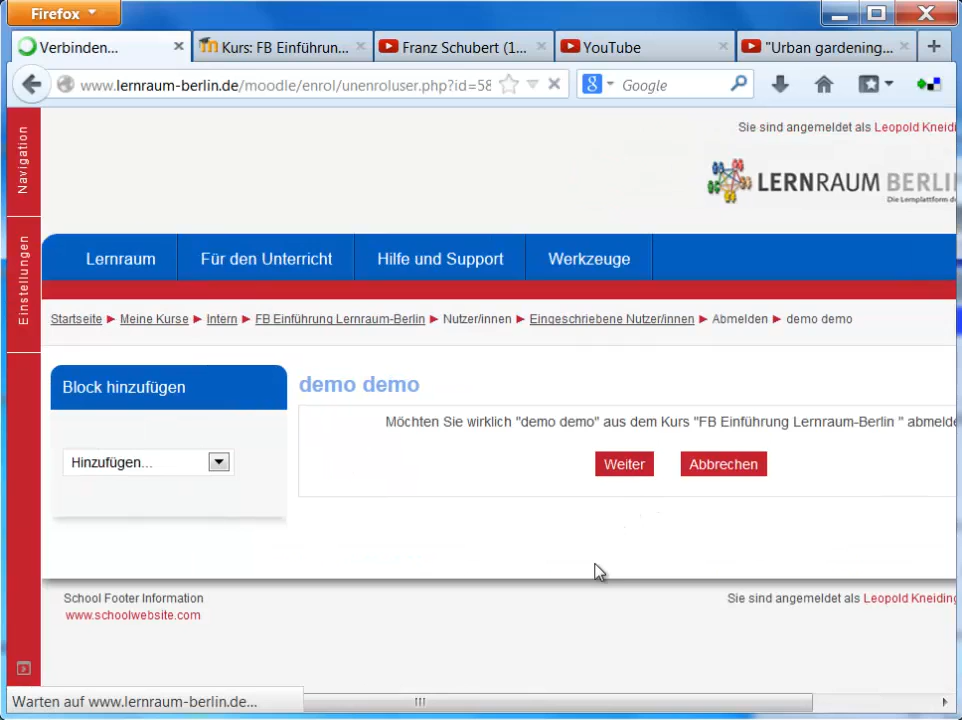 Firefox
Verbinden...
Kurs: FB Einführun...
Franz Schubert (1...
YouTube
"Urban gardening...
www.lernraum-berlin.de/moodle/enrol/unenroluser.php?id=58
Google
Navigation
Einstellungen
Sie sind angemeldet als Leopold Kneidi
LERNRAUM BERLI
Die Lernplattform d
Lernraum
Für den Unterricht
Hilfe und Support
Werkzeuge
Startseite ► Meine Kurse ► Intern ► FB Einführung Lernraum-Berlin ► Nutzer/innen ► Eingeschriebene Nutzer/innen ► Abmelden ► demo demo
Block hinzufügen
Hinzufügen...
demo demo
Möchten Sie wirklich "demo demo" aus dem Kurs "FB Einführung Lernraum-Berlin " abmelde
Weiter
Abbrechen
School Footer Information
www.schoolwebsite.com
Sie sind angemeldet als Leopold Kneiding
Warten auf www.lernraum-berlin.de...